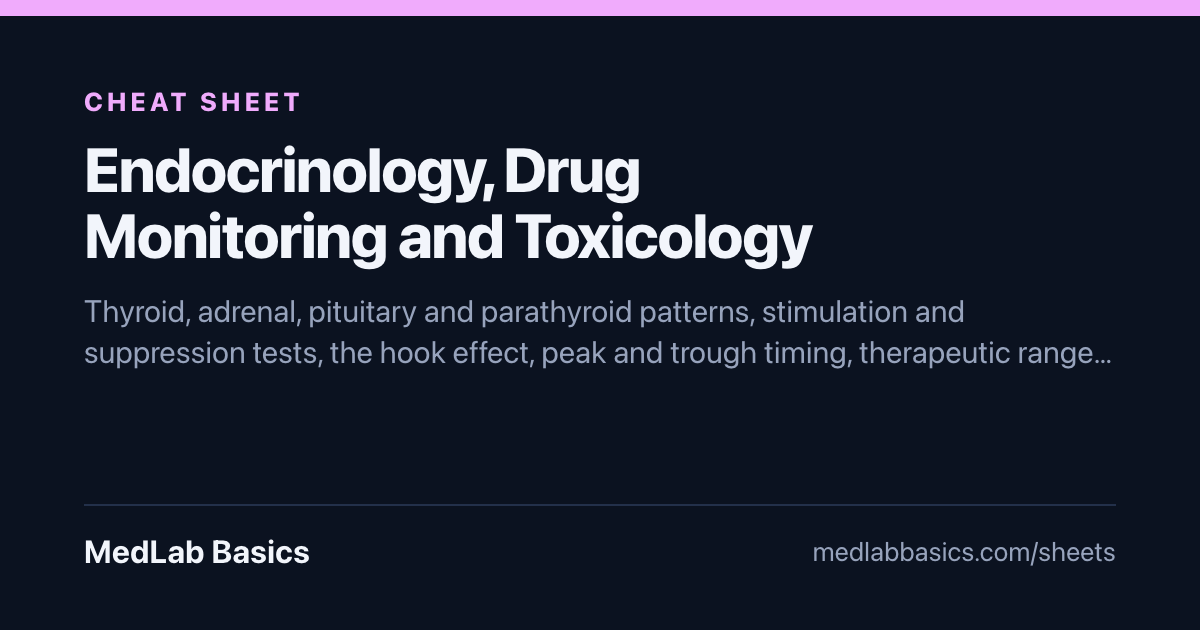 CHEAT SHEET
Endocrinology, Drug
Monitoring and Toxicology
Thyroid, adrenal, pituitary and parathyroid patterns, stimulation and
suppression tests, the hook effect, peak and trough timing, therapeutic range…
MedLab Basics
medlabbasics.com/sheets